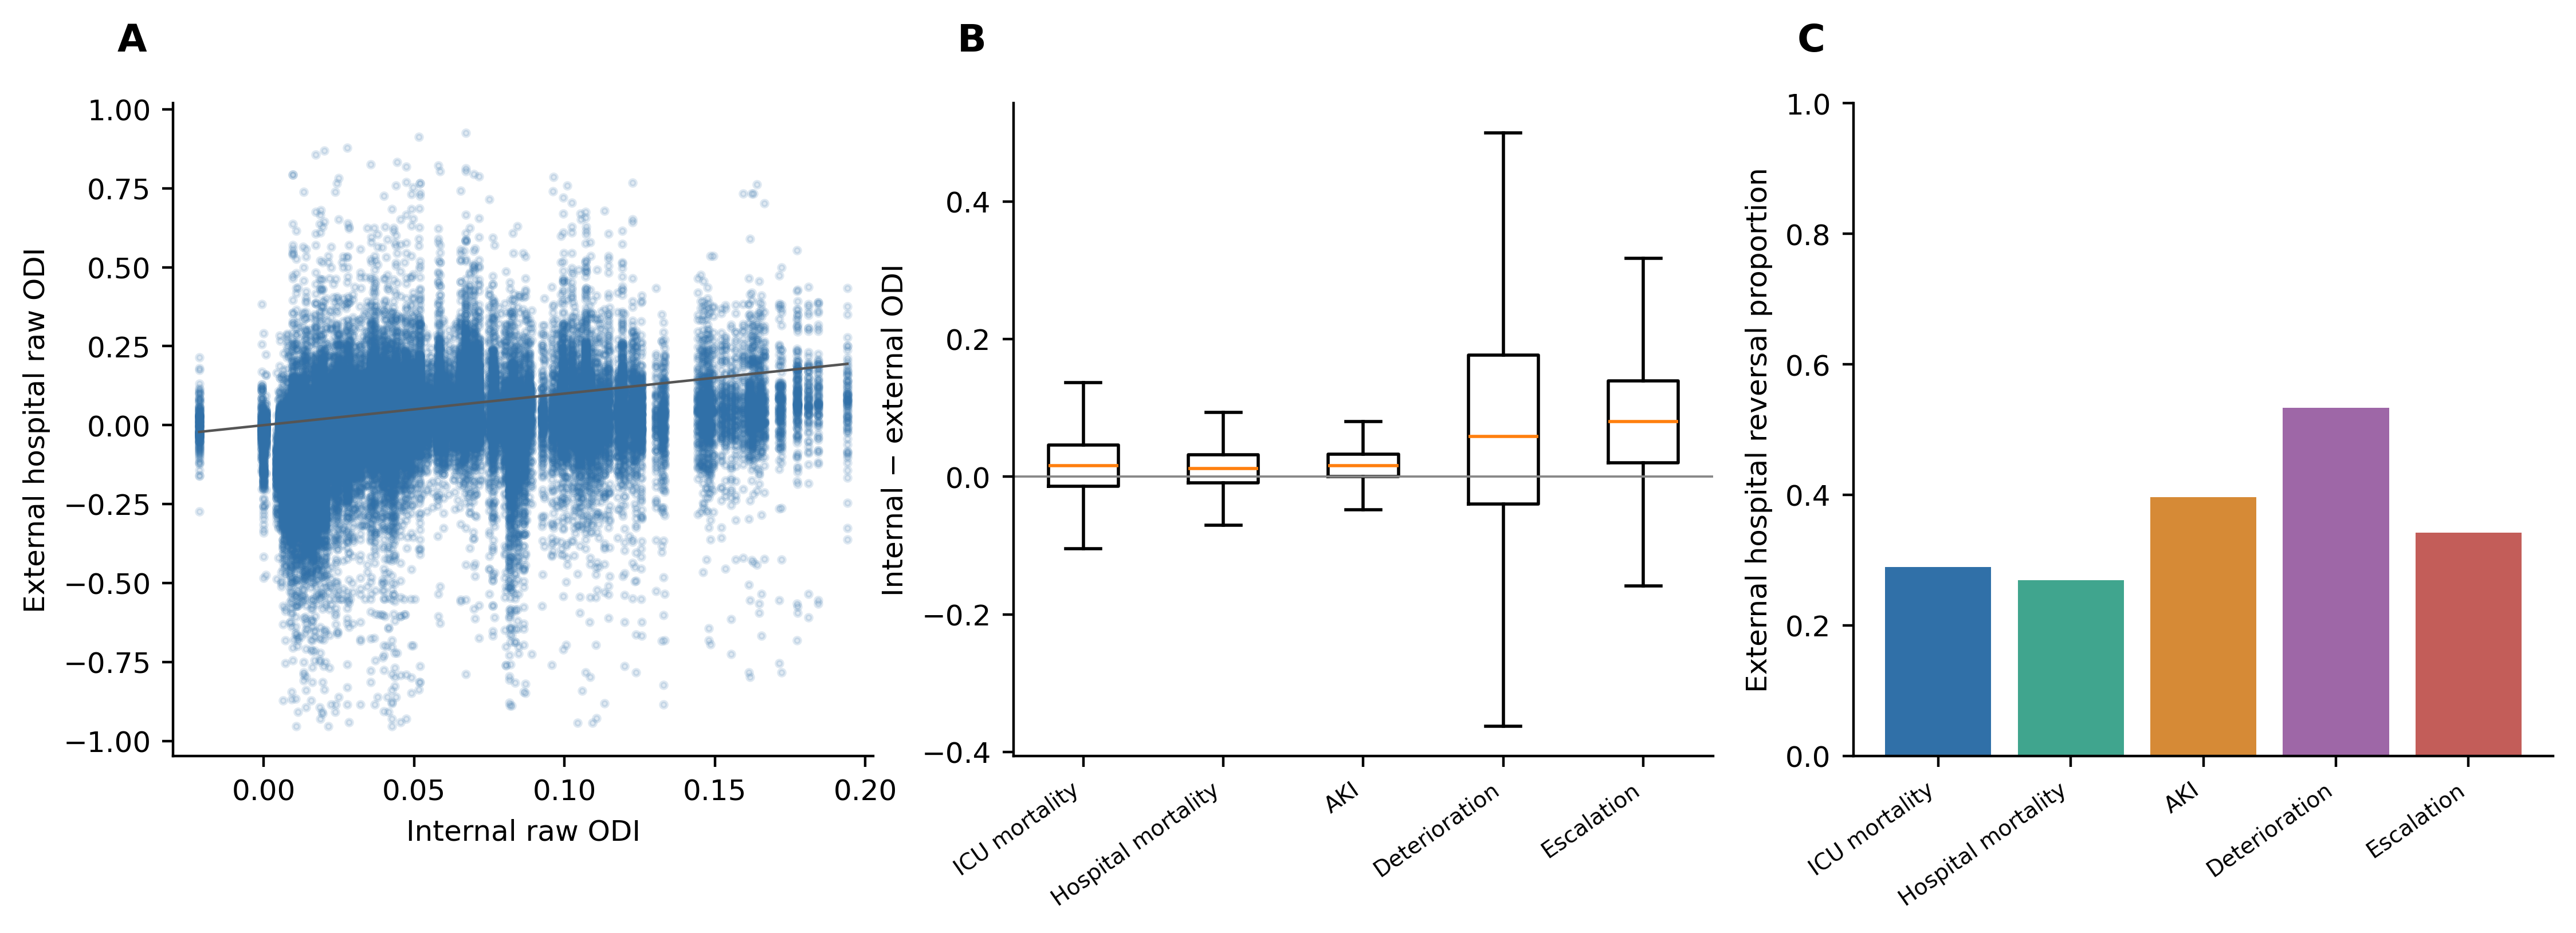 A
External hospital raw ODI
1.00
0.75
0.50
0.25
0.00
−0.25
−0.50
−0.75
−1.00
0.00 0.05 0.10 0.15 0.20
Internal raw ODI
B
Internal − external ODI
0.4
0.2
0.0
−0.2
−0.4
ICU mortality
Hospital mortality
AKI
Deterioration
Escalation
C
External hospital reversal proportion
1.0
0.8
0.6
0.4
0.2
0.0
ICU mortality
Hospital mortality
AKI
Deterioration
Escalation